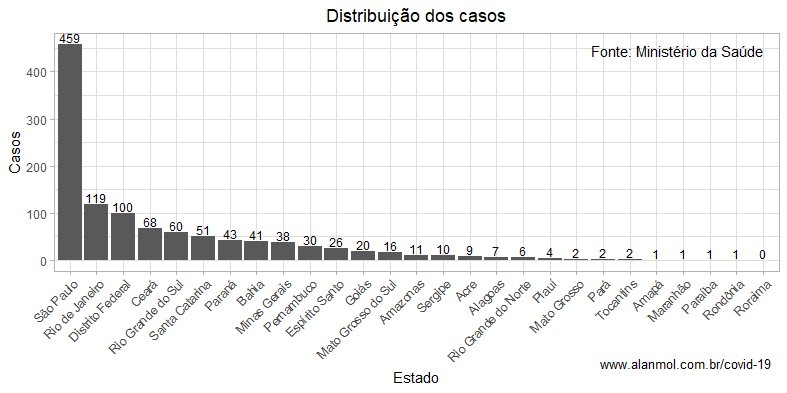 Distribuição dos casos
Fonte: Ministério da Saúde
Casos
400
300
200
100
0
459
119
100
68
60
51
43
41
38
30
26
20
16
11
10
9
7
6
4
2
2
2
1
1
1
1
0
São Paulo
Rio de Janeiro
Distrito Federal
Ceará
Rio Grande do Sul
Santa Catarina
Paraná
Bahia
Minas Gerais
Pernambuco
Espírito Santo
Goiás
Mato Grosso do Sul
Amazonas
Sergipe
Acre
Alagoas
Rio Grande do Norte
Piauí
Mato Grosso
Pará
Tocantins
Amapá
Maranhão
Paraíba
Rondônia
Roraima
Estado
www.alanmol.com.br/covid-19